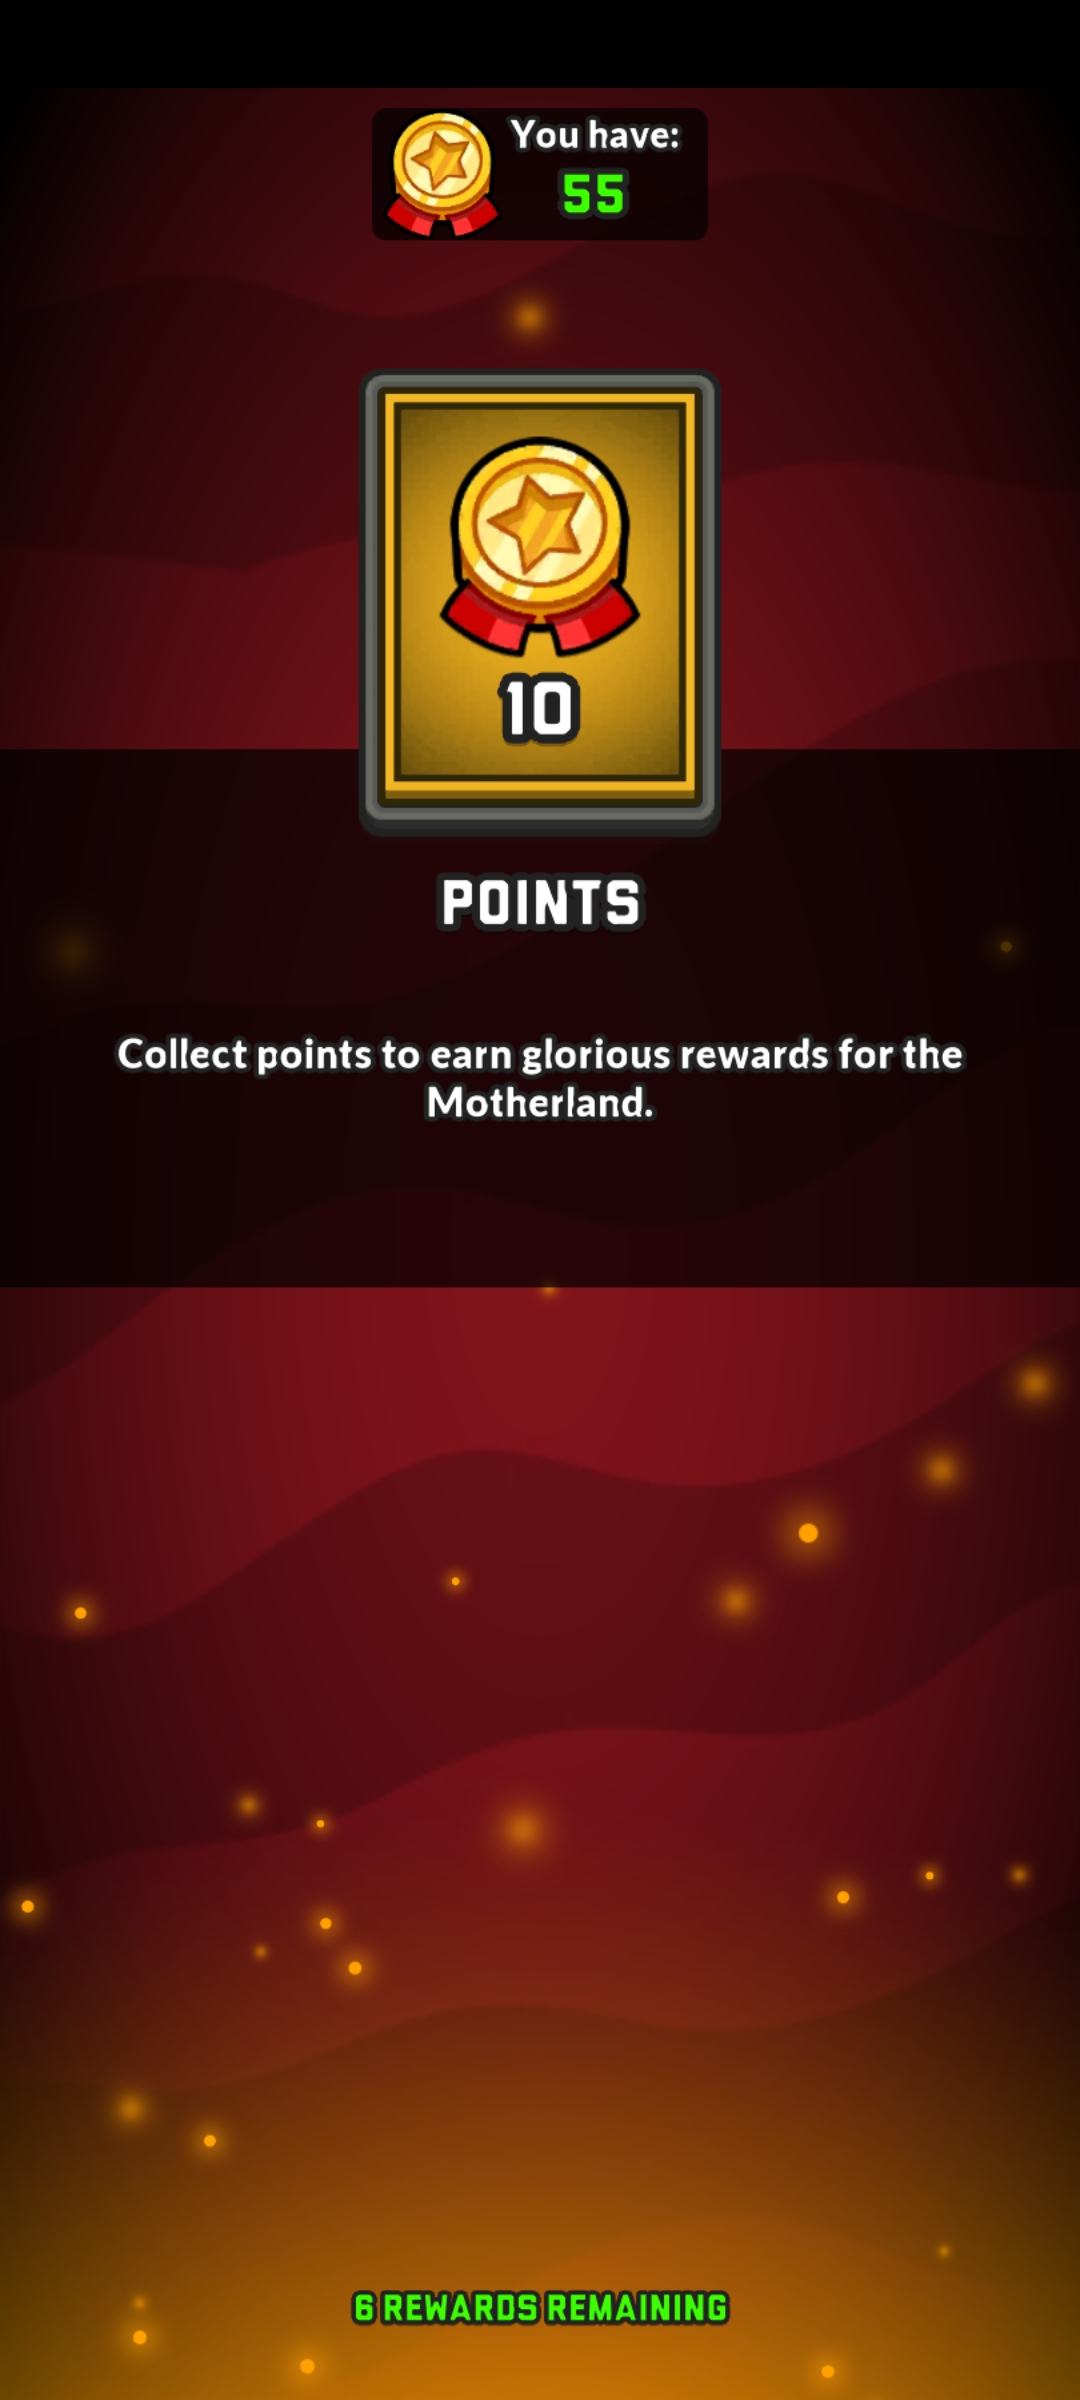 You have:
55
10
POINTS
Collect points to earn glorious rewards for the
Motherland.
6 REWARDS REMAINING